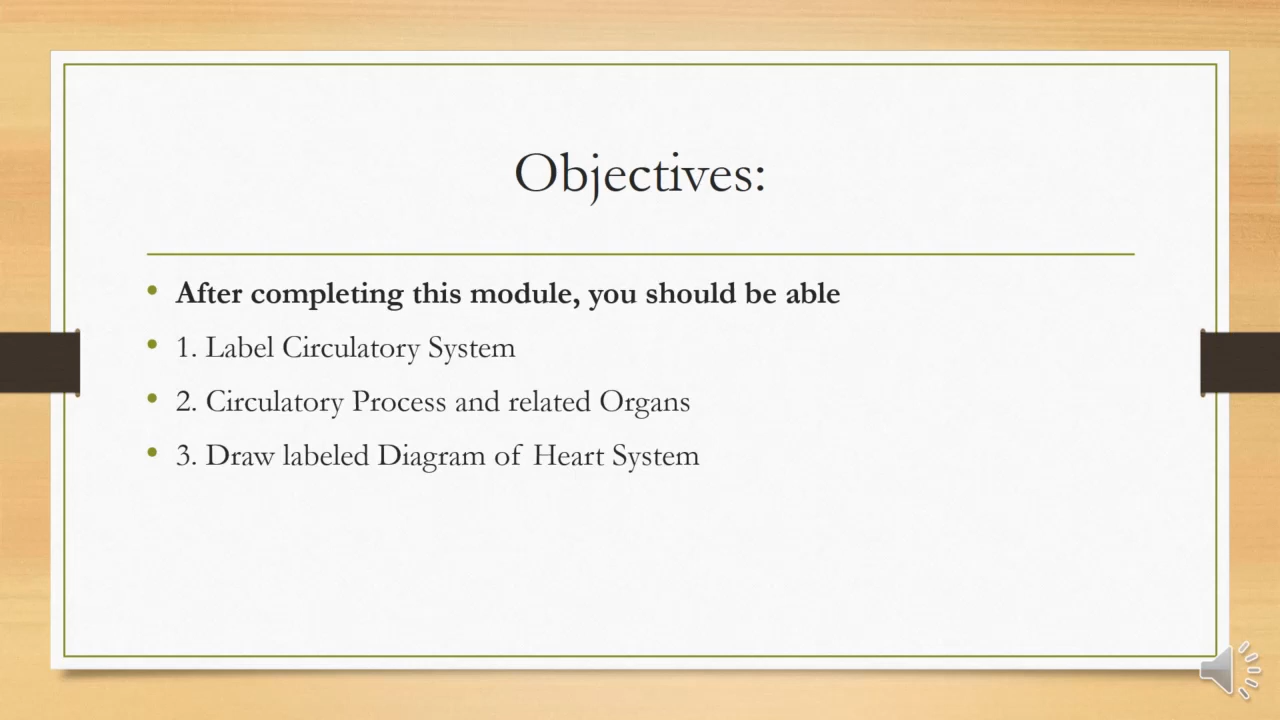 Objectives:
• After completing this module, you should be able
• 1. Label Circulatory System
• 2. Circulatory Process and related Organs
• 3. Draw labeled Diagram of Heart System